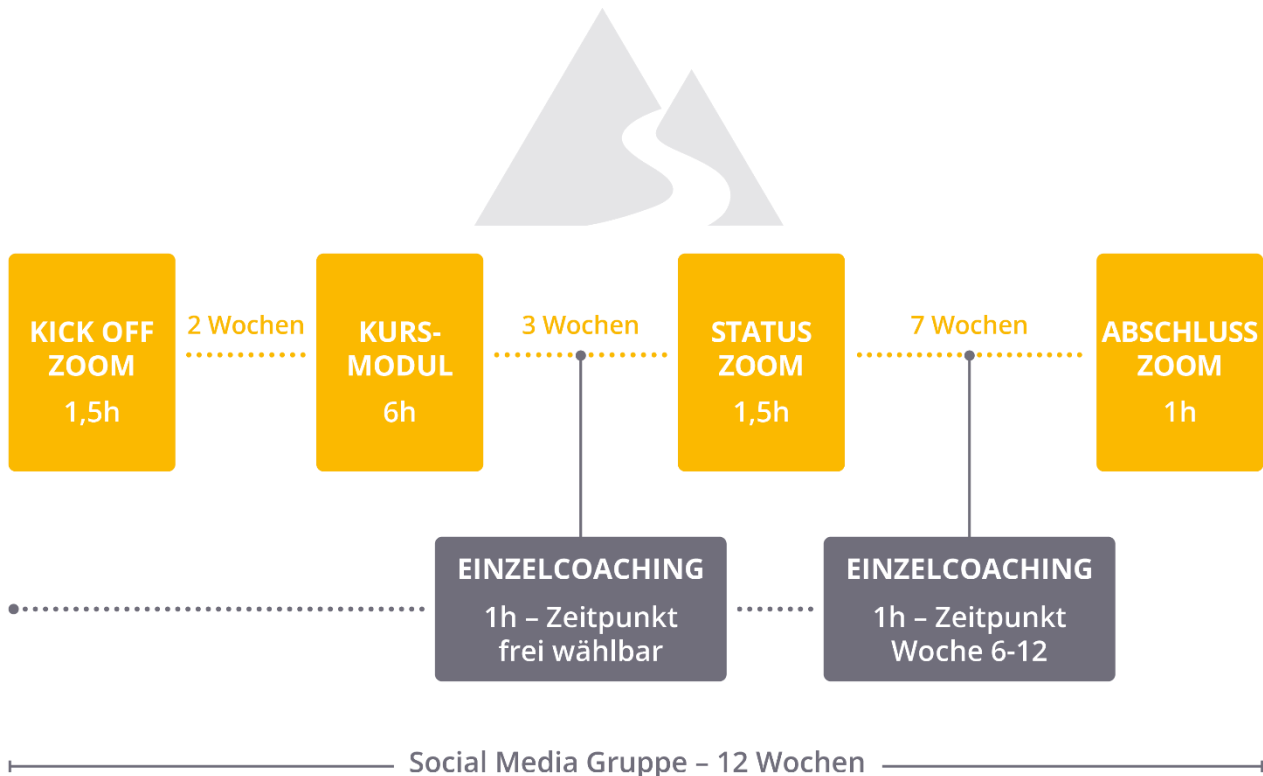 KICK OFF
ZOOM
1,5h
2 Wochen
KURS-
MODUL
6h
3 Wochen
STATUS
ZOOM
1,5h
7 Wochen
ABSCHLUSS
ZOOM
1h
EINZELCOACHING
1h – Zeitpunkt
frei wählbar
EINZELCOACHING
1h – Zeitpunkt
Woche 6-12
Social Media Gruppe – 12 Wochen